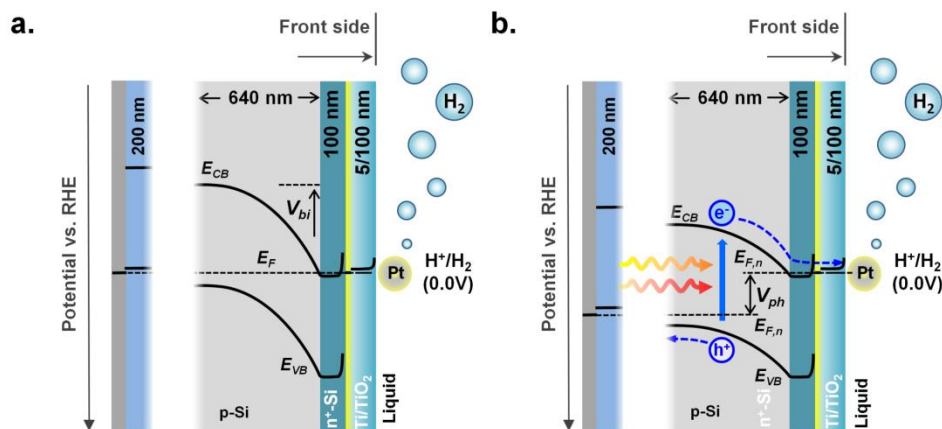 a.
Front side
Potential vs. RHE
200 nm
640 nm
100 nm
5/100 nm
H₂
E_CB
V_bi
E_F
Pt
H⁺/H₂
(0.0V)
E_VB
p-Si
n⁺-Si
Ti/TiO₂
Liquid
b.
Front side
Potential vs. RHE
200 nm
640 nm
100 nm
5/100 nm
H₂
E_CB
e⁻
E_F,n
V_ph
Pt
H⁺/H₂
(0.0V)
E_F,n
h⁺
E_VB
p-Si
n⁺-Si
Ti/TiO₂
Liquid